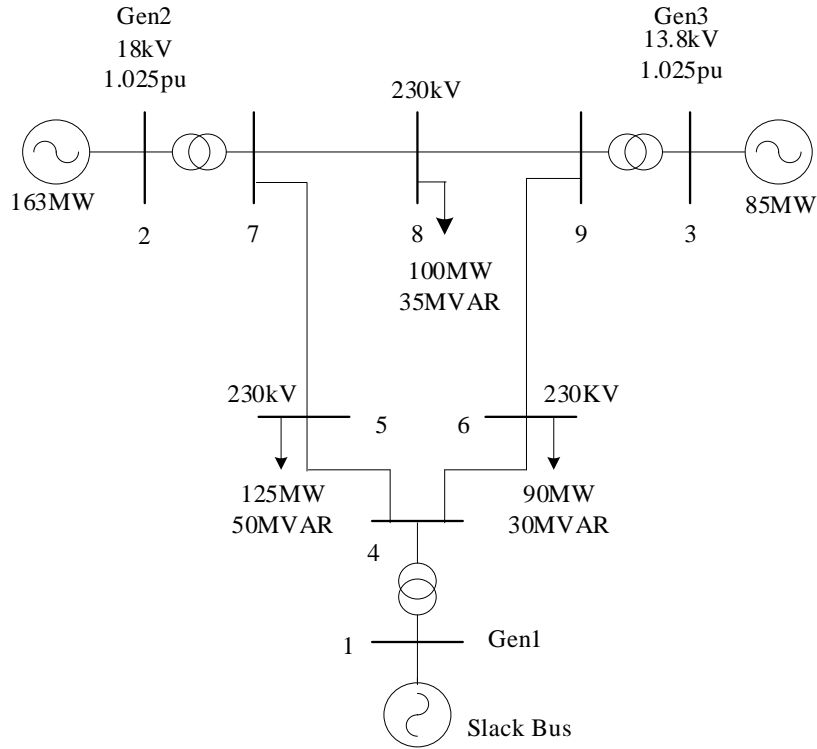 Gen2
18kV
1.025pu
Gen3
13.8kV
1.025pu
230kV
163MW
85MW
2
7
8
9
3
100MW
35MVAR
230kV
230KV
5
6
125MW
50MVAR
90MW
30MVAR
4
1
Gen1
Slack Bus